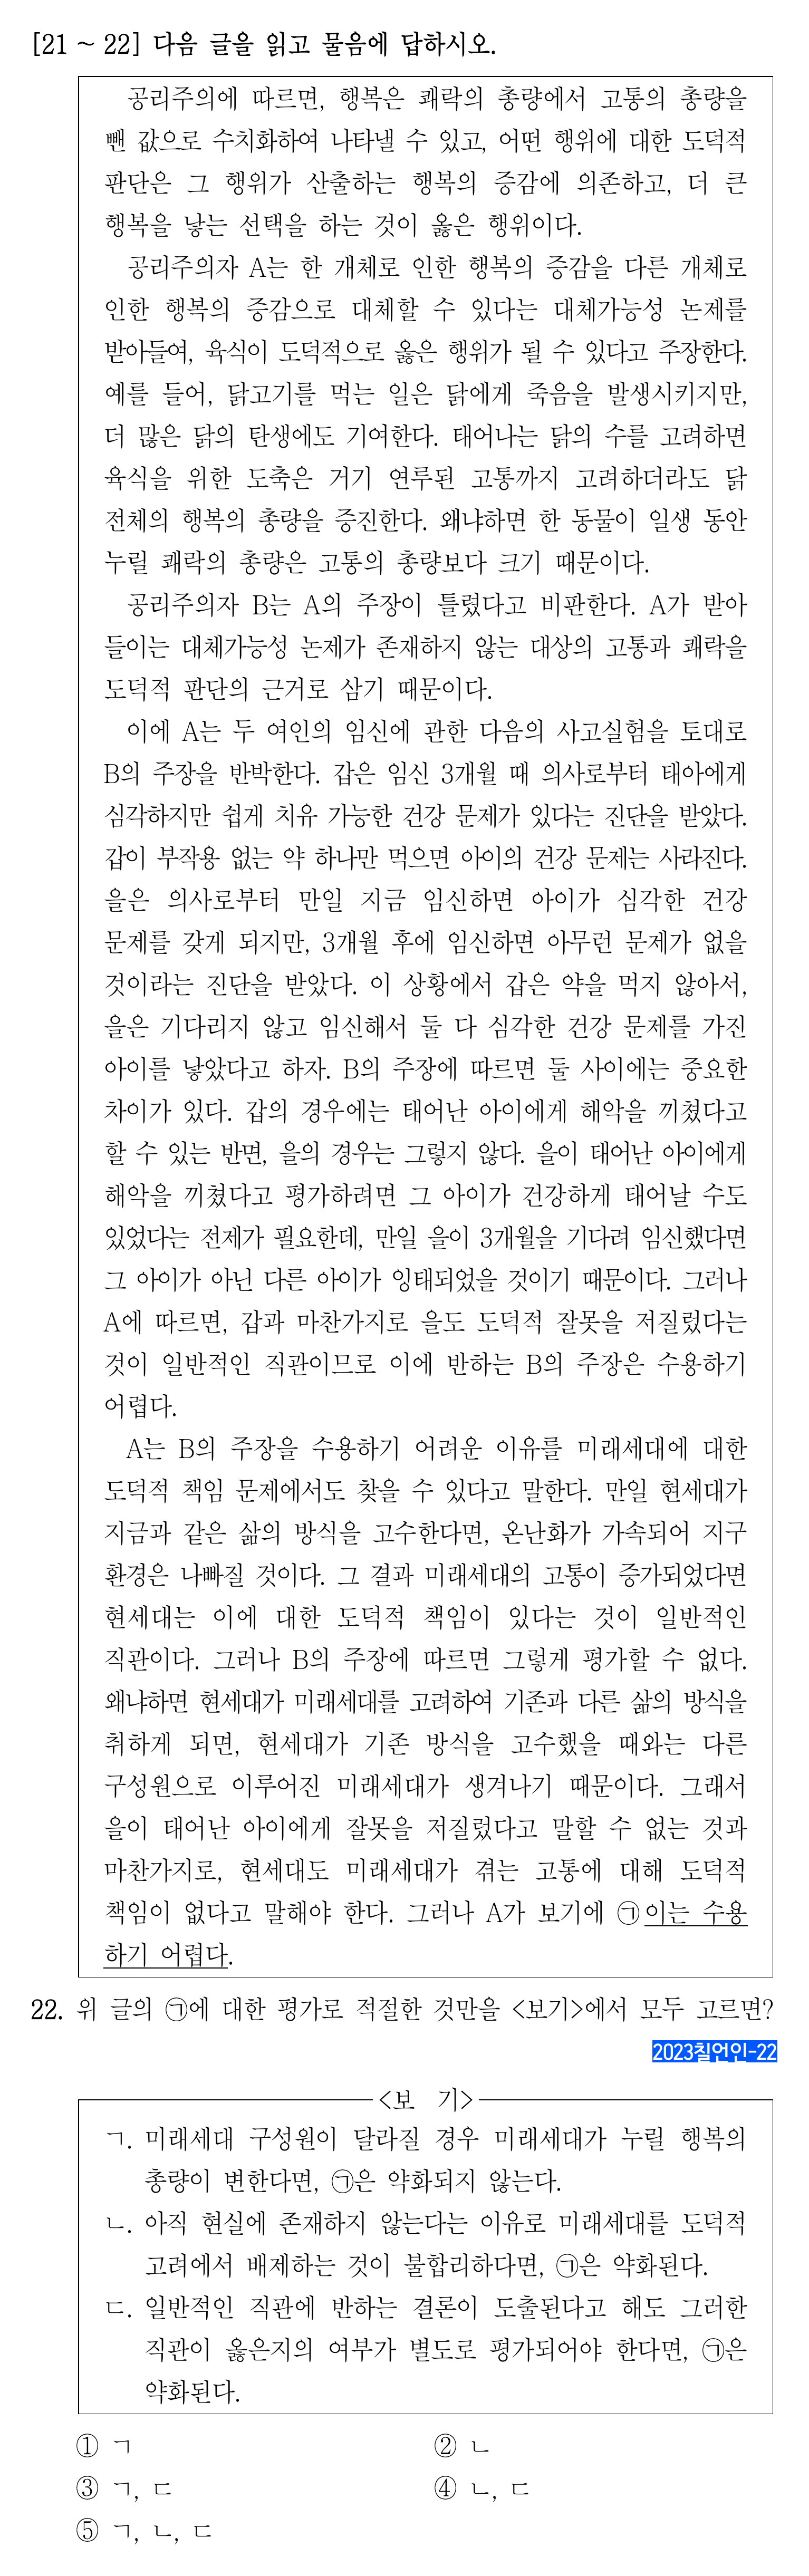 [21 ~ 22] 다음 글을 읽고 물음에 답하시오.
공리주의에 따르면, 행복은 쾌락의 총량에서 고통의 총량을
뺀 값으로 수치화하여 나타낼 수 있고, 어떤 행위에 대한 도덕적
판단은 그 행위가 산출하는 행복의 증감에 의존하고, 더 큰
행복을 낳는 선택을 하는 것이 옳은 행위이다.
공리주의자 A는 한 개체로 인한 행복의 증감을 다른 개체로
인한 행복의 증감으로 대체할 수 있다는 대체가능성 논제를
받아들여, 육식이 도덕적으로 옳은 행위가 될 수 있다고 주장한다.
예를 들어, 닭고기를 먹는 일은 닭에게 죽음을 발생시키지만,
더 많은 닭의 탄생에도 기여한다. 태어나는 닭의 수를 고려하면
육식을 위한 도축은 거기 연루된 고통까지 고려하더라도 닭
전체의 행복의 총량을 증진한다. 왜냐하면 한 동물이 일생 동안
누릴 쾌락의 총량은 고통의 총량보다 크기 때문이다.
공리주의자 B는 A의 주장이 틀렸다고 비판한다. A가 받아
들이는 대체가능성 논제가 존재하지 않는 대상의 고통과 쾌락을
도덕적 판단의 근거로 삼기 때문이다.
이에 A는 두 여인의 임신에 관한 다음의 사고실험을 토대로
B의 주장을 반박한다. 갑은 임신 3개월 때 의사로부터 태아에게
심각하지만 쉽게 치유 가능한 건강 문제가 있다는 진단을 받았다.
갑이 부작용 없는 약 하나만 먹으면 아이의 건강 문제는 사라진다.
을은 의사로부터 만일 지금 임신하면 아이가 심각한 건강
문제를 갖게 되지만, 3개월 후에 임신하면 아무런 문제가 없을
것이라는 진단을 받았다. 이 상황에서 갑은 약을 먹지 않아서,
을은 기다리지 않고 임신해서 둘 다 심각한 건강 문제를 가진
아이를 낳았다고 하자. B의 주장에 따르면 둘 사이에는 중요한
차이가 있다. 갑의 경우에는 태어난 아이에게 해악을 끼쳤다고
할 수 있는 반면, 을의 경우는 그렇지 않다. 을이 태어난 아이에게
해악을 끼쳤다고 평가하려면 그 아이가 건강하게 태어날 수도
있었다는 전제가 필요한데, 만일 을이 3개월을 기다려 임신했다면
그 아이가 아닌 다른 아이가 잉태되었을 것이기 때문이다. 그러나
A에 따르면, 갑과 마찬가지로 을도 도덕적 잘못을 저질렀다는
것이 일반적인 직관이므로 이에 반하는 B의 주장은 수용하기
어렵다.
A는 B의 주장을 수용하기 어려운 이유를 미래세대에 대한
도덕적 책임 문제에서도 찾을 수 있다고 말한다. 만일 현세대가
지금과 같은 삶의 방식을 고수한다면, 온난화가 가속되어 지구
환경은 나빠질 것이다. 그 결과 미래세대의 고통이 증가되었다면
현세대는 이에 대한 도덕적 책임이 있다는 것이 일반적인
직관이다. 그러나 B의 주장에 따르면 그렇게 평가할 수 없다.
왜냐하면 현세대가 미래세대를 고려하여 기존과 다른 삶의 방식을
취하게 되면, 현세대가 기존 방식을 고수했을 때와는 다른
구성원으로 이루어진 미래세대가 생겨나기 때문이다. 그래서
을이 태어난 아이에게 잘못을 저질렀다고 말할 수 없는 것과
마찬가지로, 현세대도 미래세대가 겪는 고통에 대해 도덕적
책임이 없다고 말해야 한다. 그러나 A가 보기에 ㉠이는 수용
하기 어렵다.
22. 위 글의 ㉠에 대한 평가로 적절한 것만을 <보기>에서 모두 고르면?
2023칠언인-22
<보 기>
ㄱ. 미래세대 구성원이 달라질 경우 미래세대가 누릴 행복의
총량이 변한다면, ㉠은 약화되지 않는다.
ㄴ. 아직 현실에 존재하지 않는다는 이유로 미래세대를 도덕적
고려에서 배제하는 것이 불합리하다면, ㉠은 약화된다.
ㄷ. 일반적인 직관에 반하는 결론이 도출된다고 해도 그러한
직관이 옳은지의 여부가 별도로 평가되어야 한다면, ㉠은
약화된다.
① ㄱ ② ㄴ
③ ㄱ, ㄷ ④ ㄴ, ㄷ
⑤ ㄱ, ㄴ, ㄷ